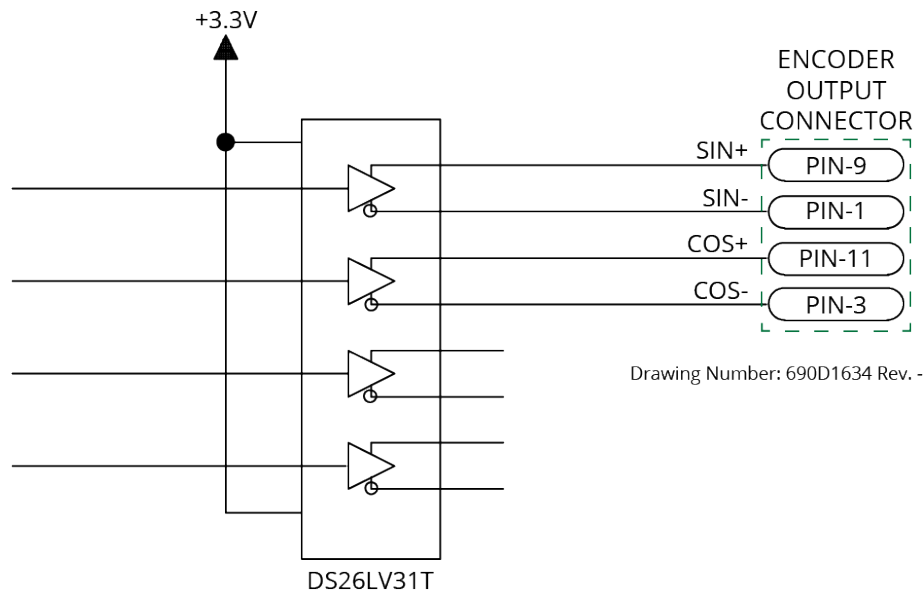 +3.3V
ENCODER
OUTPUT
CONNECTOR
SIN+
PIN-9
SIN-
PIN-1
COS+
PIN-11
COS-
PIN-3
Drawing Number: 690D1634 Rev. -
DS26LV31T